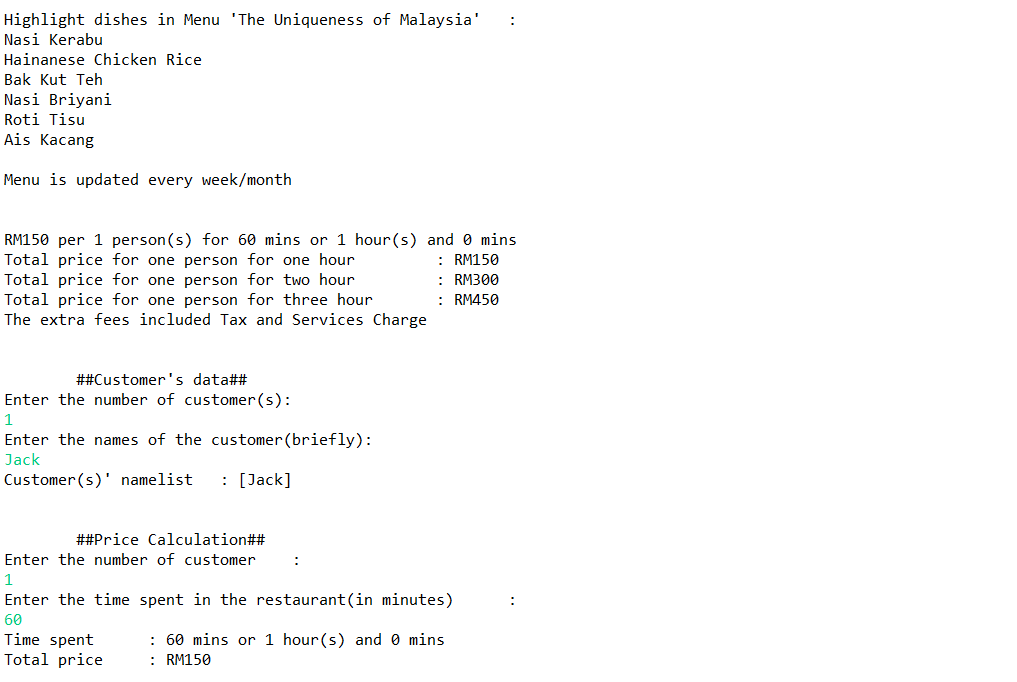 Highlight dishes in Menu 'The Uniqueness of Malaysia'   :
Nasi Kerabu
Hainanese Chicken Rice
Bak Kut Teh
Nasi Briyani
Roti Tisu
Ais Kacang
Menu is updated every week/month
RM150 per 1 person(s) for 60 mins or 1 hour(s) and 0 mins
Total price for one person for one hour         : RM150
Total price for one person for two hour         : RM300
Total price for one person for three hour       : RM450
The extra fees included Tax and Services Charge
##Customer's data##
Enter the number of customer(s):
1
Enter the names of the customer(briefly):
Jack
Customer(s)' namelist   : [Jack]
##Price Calculation##
Enter the number of customer    :
1
Enter the time spent in the restaurant(in minutes)      :
60
Time spent      : 60 mins or 1 hour(s) and 0 mins
Total price     : RM150